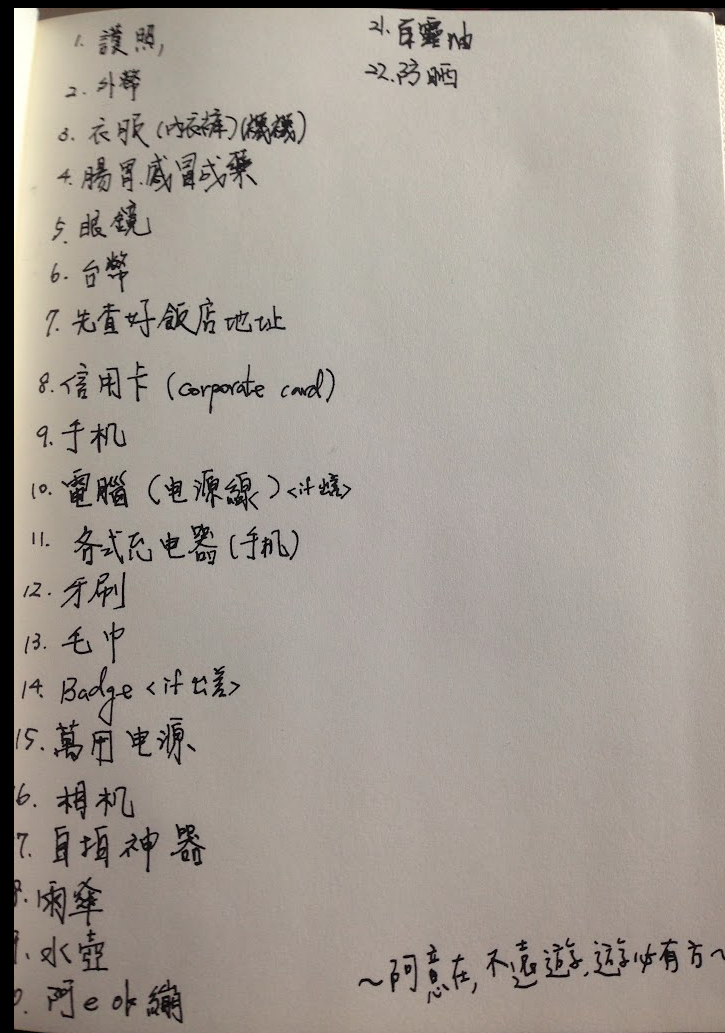 1. 護照,
2. 外幣
3. 衣服(內衣褲)(襪襪)
4. 腸胃.感冒成藥
5. 眼鏡
6. 台幣
7. 先查好飯店地址
8. 信用卡 (corporate card)
9. 手机
10. 電腦 (电源線) <if 出差>
11. 各式充电器 (手机)
12. 牙刷
13. 毛巾
14. Badge <if 出差>
15. 萬用电源
6. 相机
7. 自拍神器
8. 雨傘
9. 水壺
0. 阿e ok 繃
21. 白靈油
22. 防晒
~阿意在,不遠遊,遊必有方~